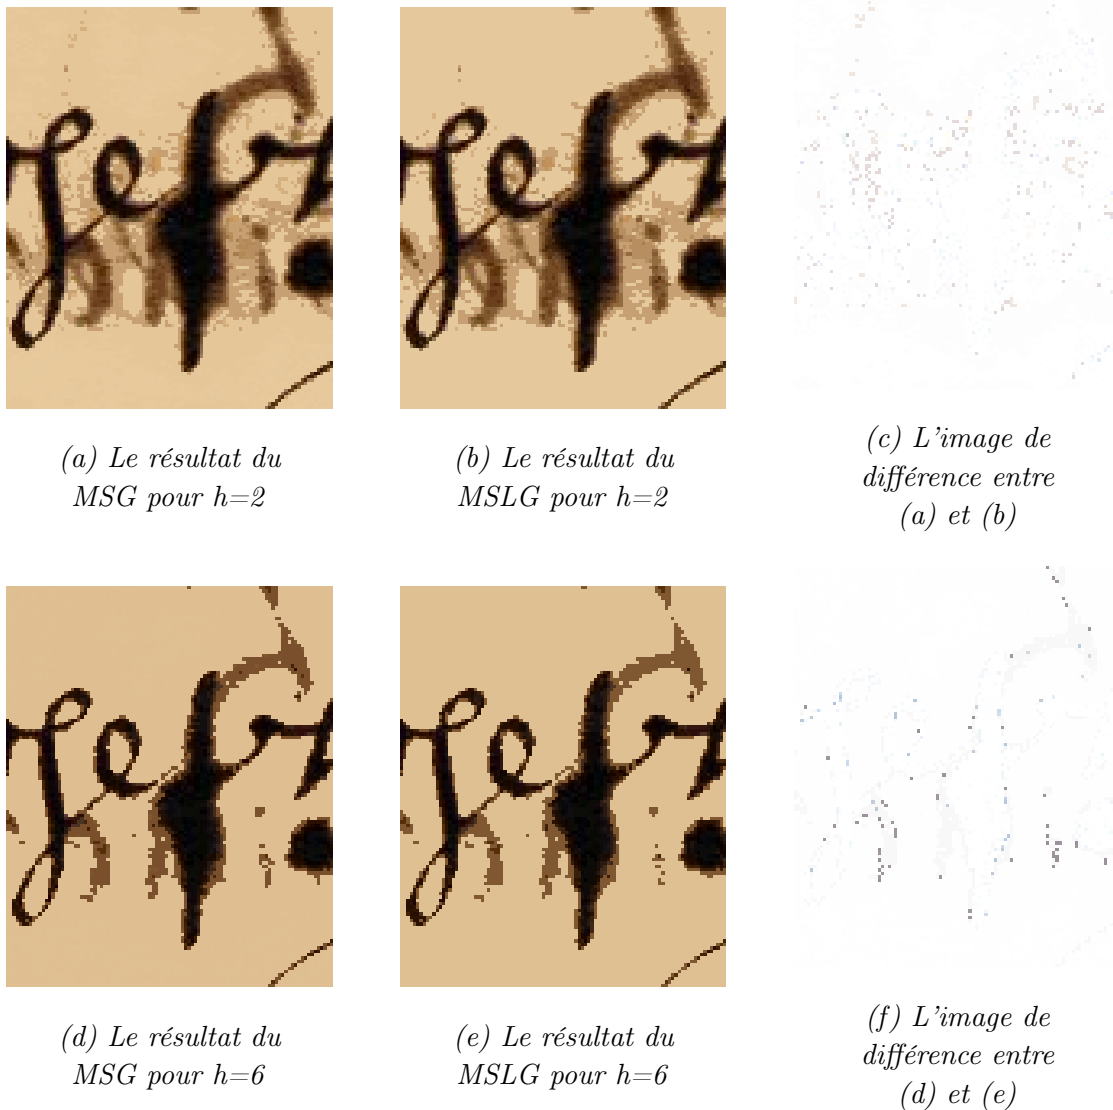 (a) Le résultat du
MSG pour h=2
(b) Le résultat du
MSLG pour h=2
(c) L'image de
différence entre
(a) et (b)
(d) Le résultat du
MSG pour h=6
(e) Le résultat du
MSLG pour h=6
(f) L'image de
différence entre
(d) et (e)